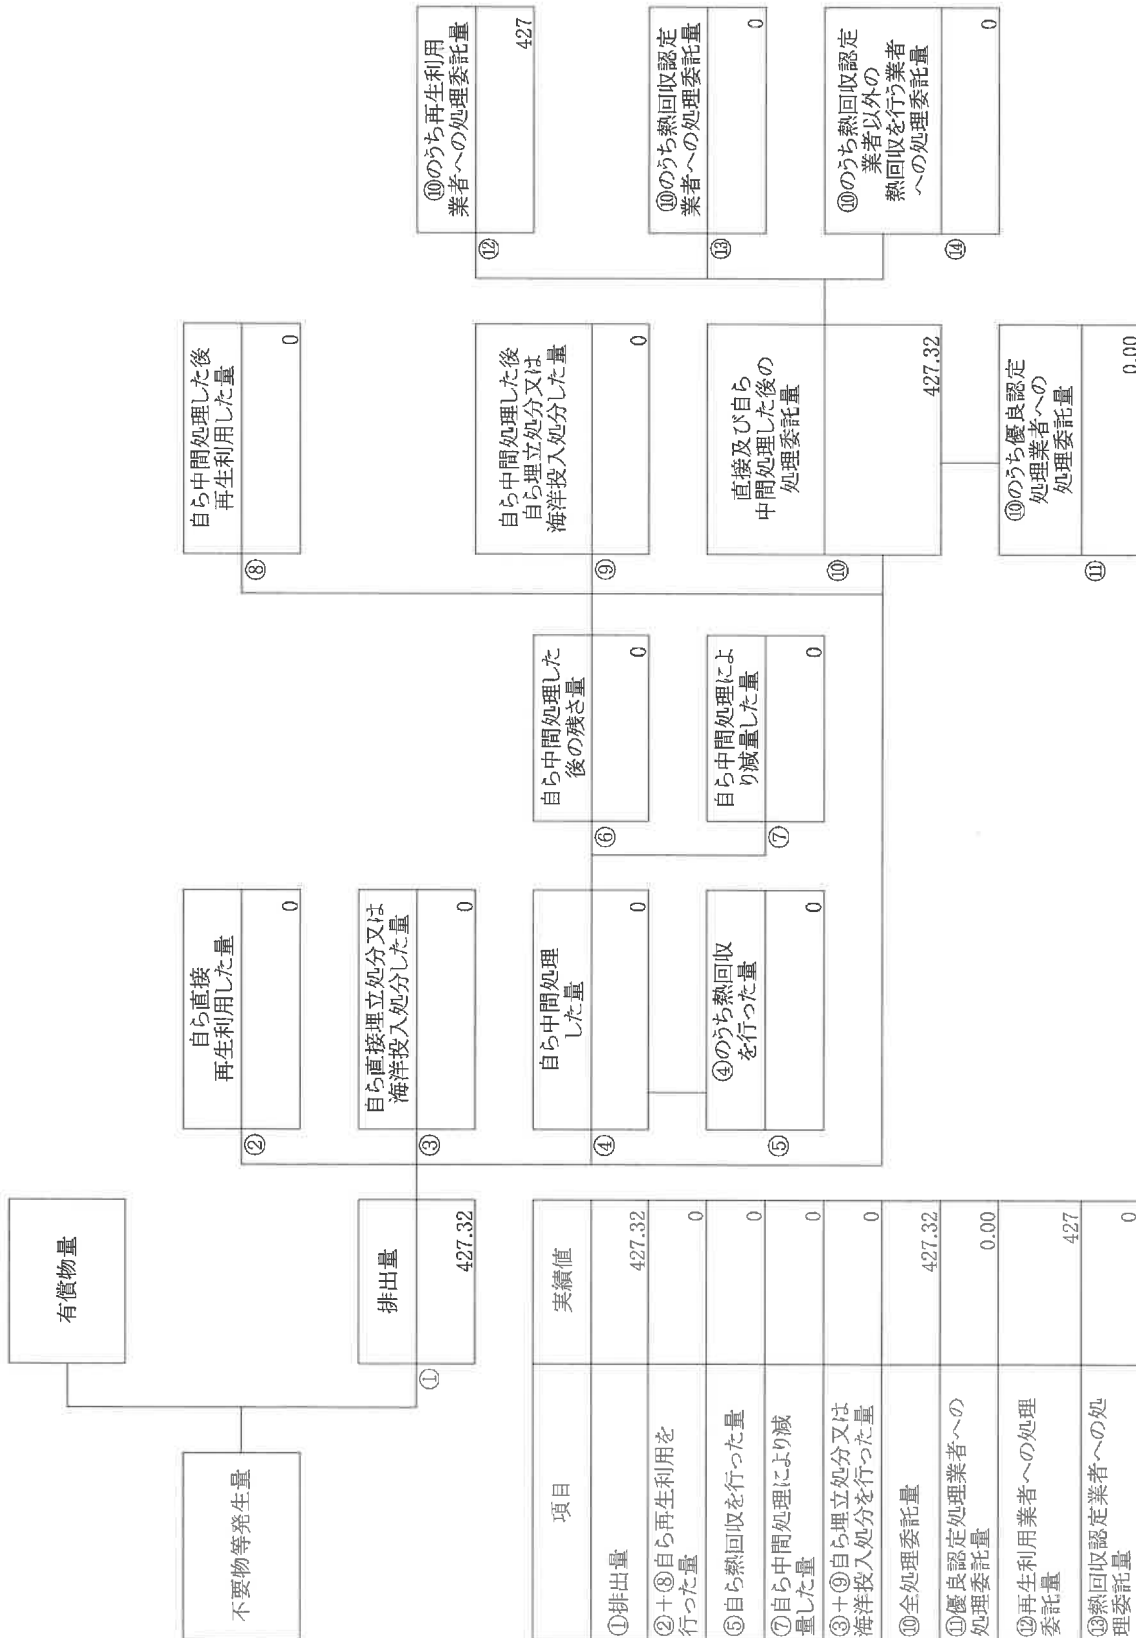 不要物等発生量
有償物量
排出量
①
427.32
自ら直接
再生利用した量
②
0
自ら直接埋立処分又は
海洋投入処分した量
③
0
自ら中間処理
した量
④
0
④のうち熱回収
を行った量
⑤
0
自ら中間処理した
後の残さ量
⑥
0
自ら中間処理によ
り減量した量
⑦
0
自ら中間処理した後
再生利用した量
⑧
0
自ら中間処理した後
自ら埋立処分又は
海洋投入処分した量
⑨
0
直接及び自ら
中間処理した後の
処理委託量
⑩
427.32
⑩のうち優良認定
処理業者への
処理委託量
⑪
0.00
⑩のうち再生利用
業者への処理委託量
⑫
427
⑩のうち熱回収認定
業者への処理委託量
⑬
0
⑩のうち熱回収認定
業者以外の
熱回収を行う業者
への処理委託量
⑭
0
項目 実績値
①排出量 427.32
②+⑧自ら再生利用を
行った量 0
⑤自ら熱回収を行った量 0
⑦自ら中間処理により減
量した量 0
③+⑨自ら埋立処分又は
海洋投入処分を行った量 0
⑩全処理委託量 427.32
⑪優良認定処理業者への
処理委託量 0.00
⑫再生利用業者への処理
委託量 427
⑬熱回収認定業者への処
理委託量 0